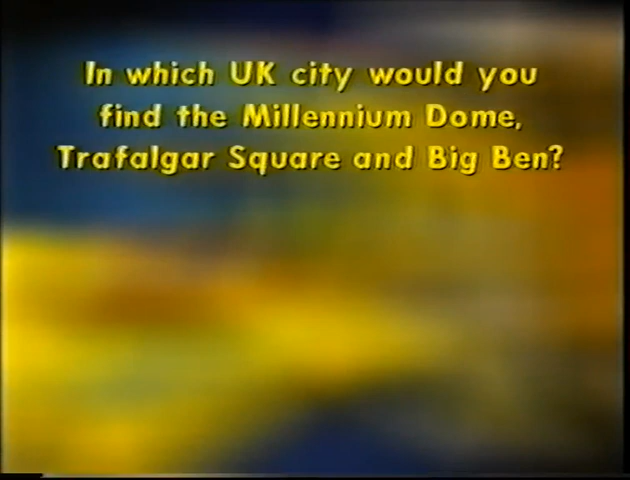 In which UK city would you
find the Millennium Dome,
Trafalgar Square and Big Ben?